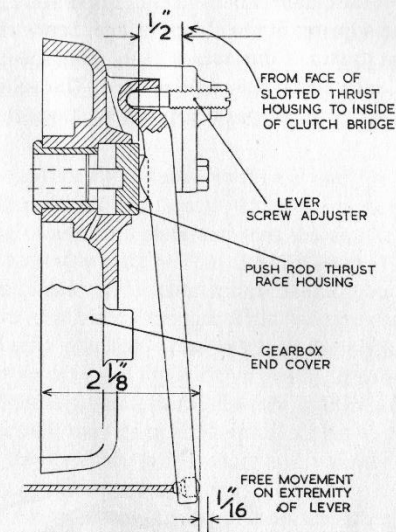 1/2"
FROM FACE OF
SLOTTED THRUST
HOUSING TO INSIDE
OF CLUTCH BRIDGE
LEVER
SCREW ADJUSTER
PUSH ROD THRUST
RACE HOUSING
GEARBOX
END COVER
2 1/8"
FREE MOVEMENT
ON EXTREMITY
OF LEVER
1/16"